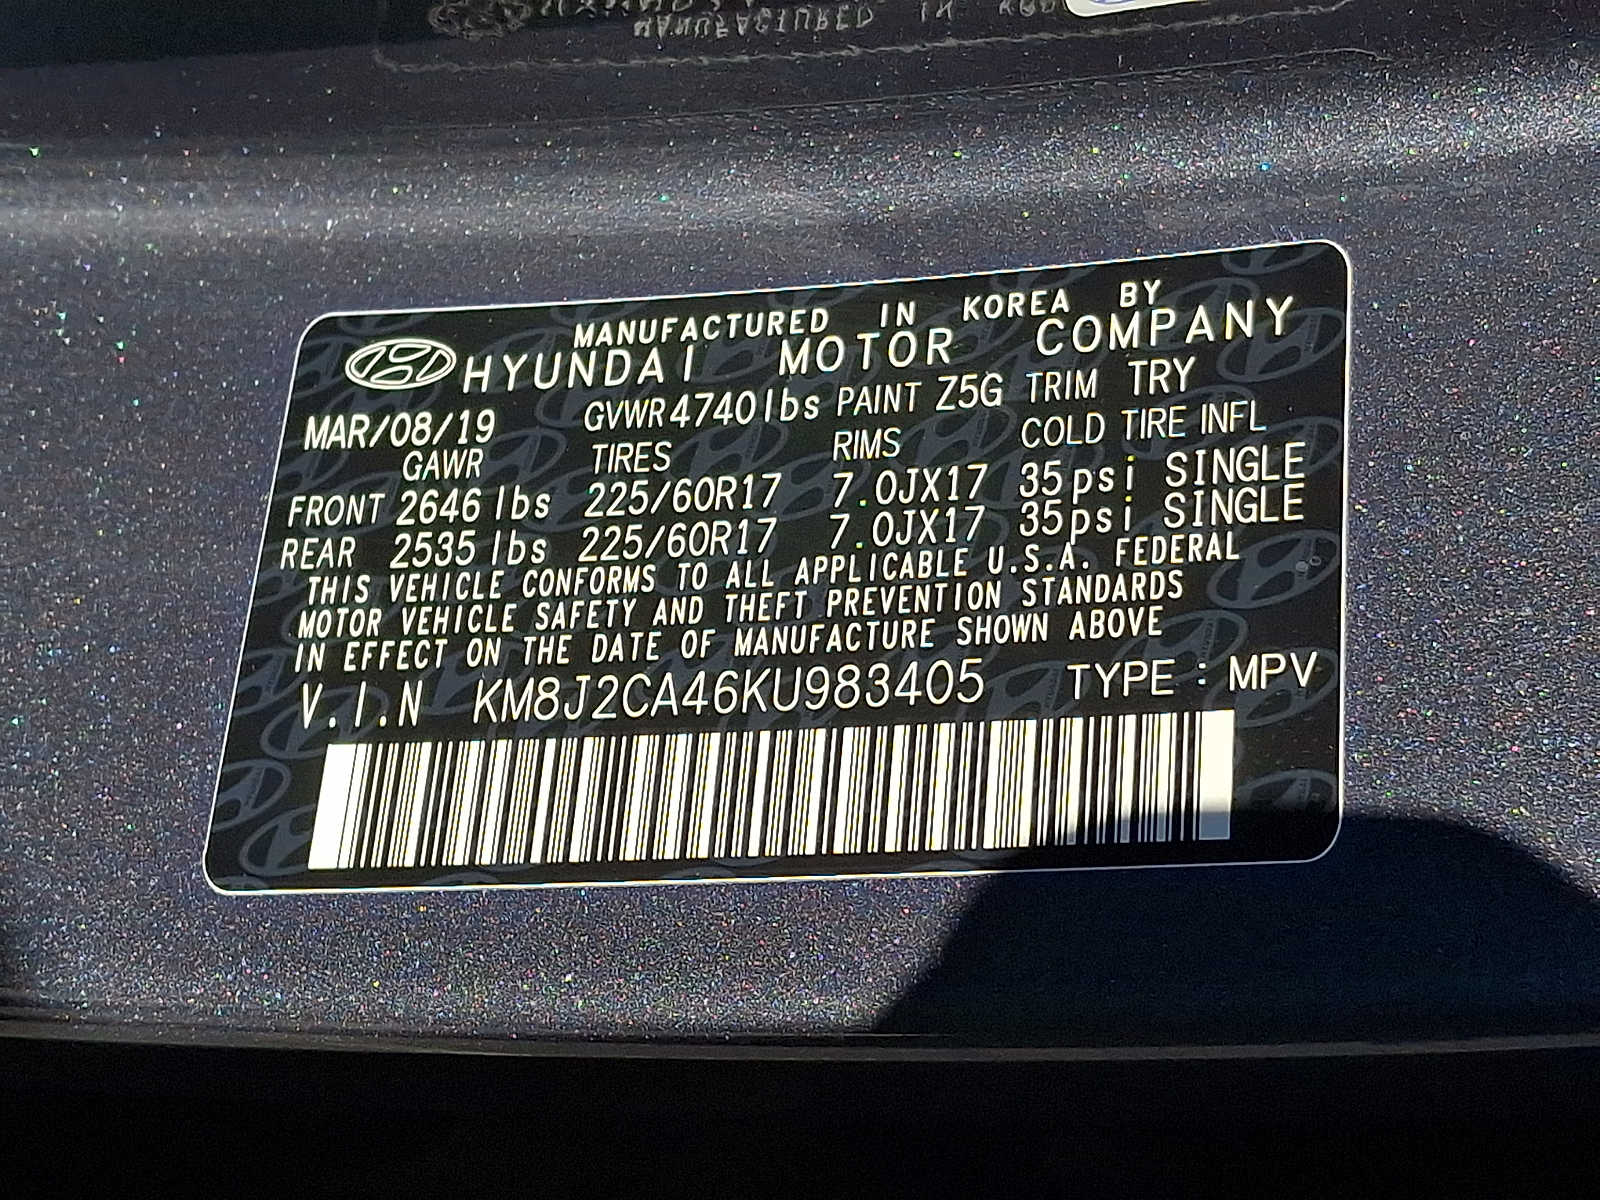 MANUFACTURED IN KOREA BY
HYUNDAI MOTOR COMPANY
MAR/08/19 GVWR 4740lbs PAINT Z5G TRIM TRY
GAWR TIRES RIMS COLD TIRE INFL
FRONT 2646 lbs 225/60R17 7.0JX17 35psi SINGLE
REAR 2535 lbs 225/60R17 7.0JX17 35psi SINGLE
THIS VEHICLE CONFORMS TO ALL APPLICABLE U.S.A. FEDERAL
MOTOR VEHICLE SAFETY AND THEFT PREVENTION STANDARDS
IN EFFECT ON THE DATE OF MANUFACTURE SHOWN ABOVE
V.I.N KM8J2CA46KU983405 TYPE : MPV